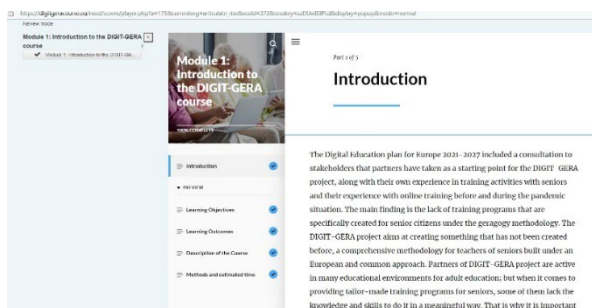 Review mode
Module 1: Introduction to the DIGIT-GERA
course
Module 1: Introduction to the DIGIT-GE...
Module 1:
Introduction to
the DIGIT-GERA
course
100% COMPLETE
Introduction
PREVIEW
Learning Objectives
Learning Outcomes
Description of the Course
Methods and estimated time
Part 1 of 5
Introduction
The Digital Education plan for Europe 2021-2027 included a consultation to
stakeholders that partners have taken as a starting point for the DIGIT-GERA
project, along with their own experience in training activities with seniors
and their experience with online training before and during the pandemic
situation. The main finding is the lack of training programs that are
specifically created for senior citizens under the geragogy methodology. The
DIGIT-GERA project aims at creating something that has not been created
before, a comprehensive methodology for teachers of seniors built under an
European and common approach. Partners of DIGIT-GERA project are active
in many educational environments for adult education; but when it comes to
providing tailor-made training programs for seniors, some of them lack the
knowledge and skills to do it in a meaningful way. That is why it is important